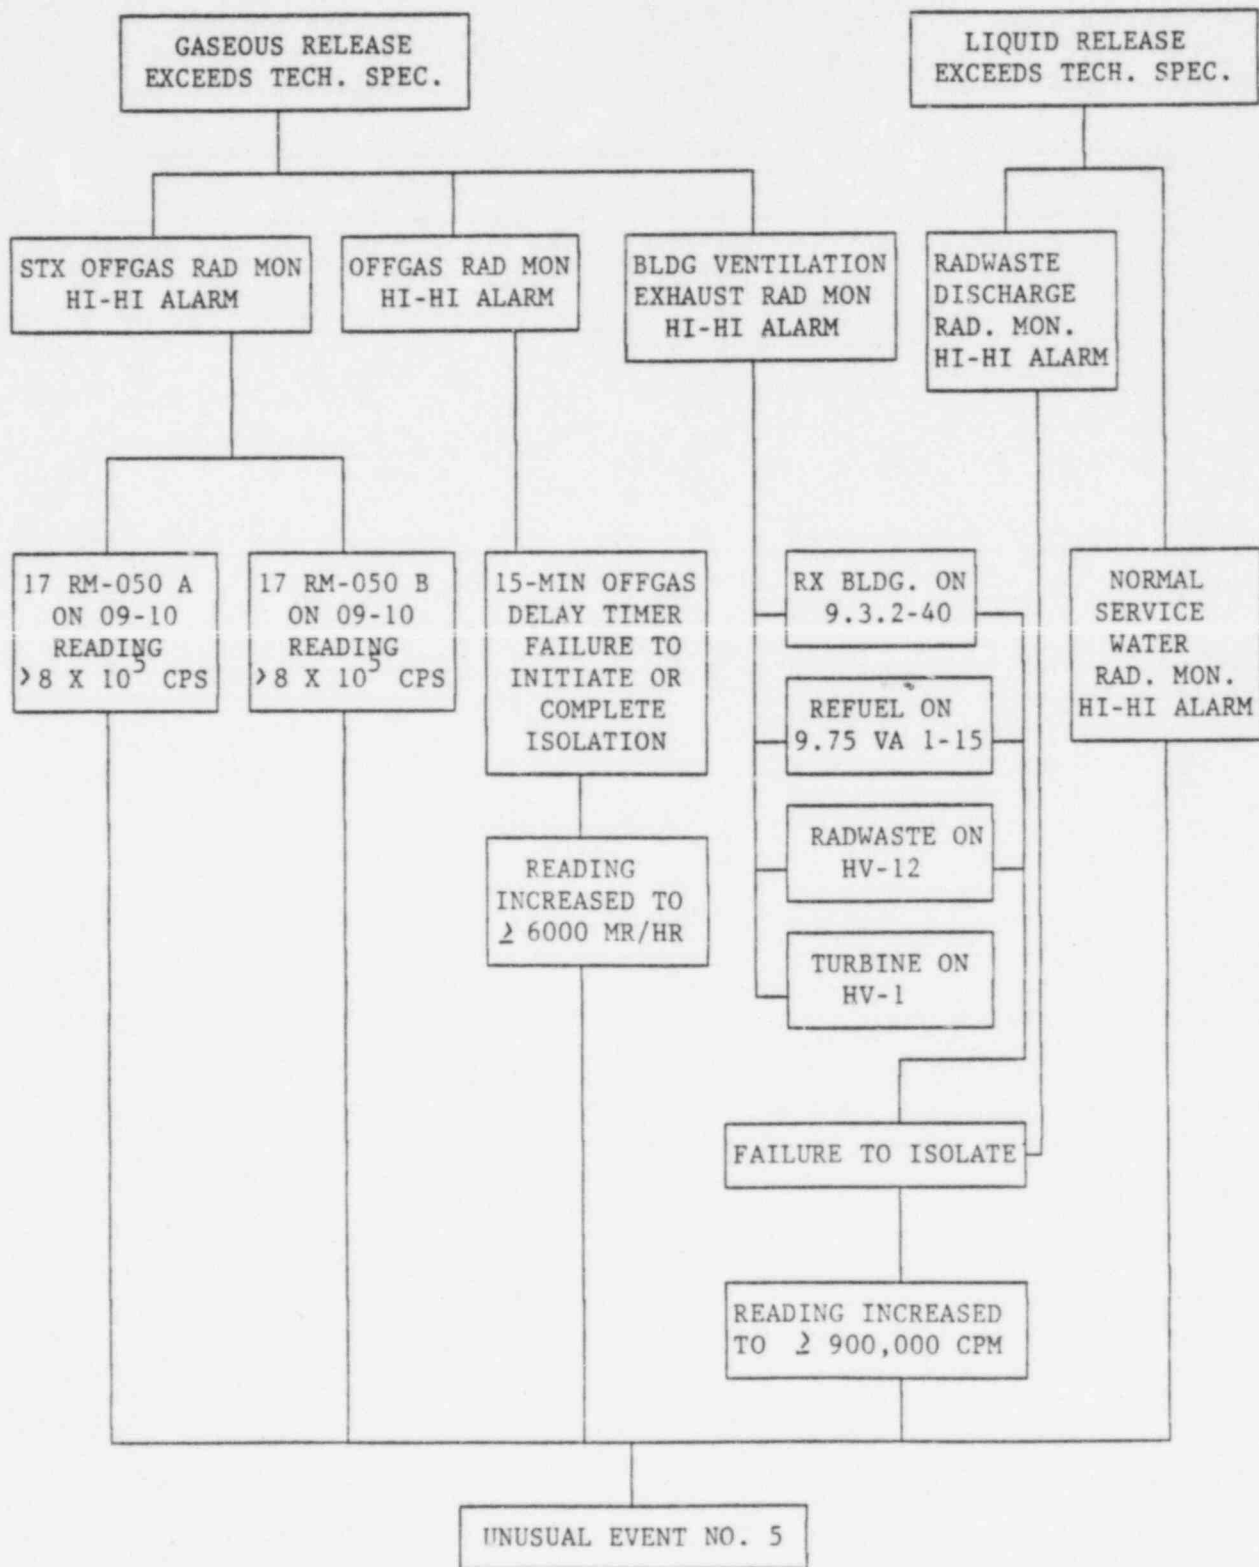 GASEOUS RELEASE
EXCEEDS TECH. SPEC.
LIQUID RELEASE
EXCEEDS TECH. SPEC.
STX OFFGAS RAD MON
HI-HI ALARM
OFFGAS RAD MON
HI-HI ALARM
BLDG VENTILATION
EXHAUST RAD MON
HI-HI ALARM
RADWASTE
DISCHARGE
RAD. MON.
HI-HI ALARM
17 RM-050 A
ON 09-10
READING
>8 X 10^5 CPS
17 RM-050 B
ON 09-10
READING
>8 X 10^5 CPS
15-MIN OFFGAS
DELAY TIMER
FAILURE TO
INITIATE OR
COMPLETE
ISOLATION
RX BLDG. ON
9.3.2-40
NORMAL
SERVICE
WATER
RAD. MON.
HI-HI ALARM
REFUEL ON
9.75 VA 1-15
READING
INCREASED TO
≥ 6000 MR/HR
RADWASTE ON
HV-12
TURBINE ON
HV-1
FAILURE TO ISOLATE
READING INCREASED
TO ≥ 900,000 CPM
UNUSUAL EVENT NO. 5